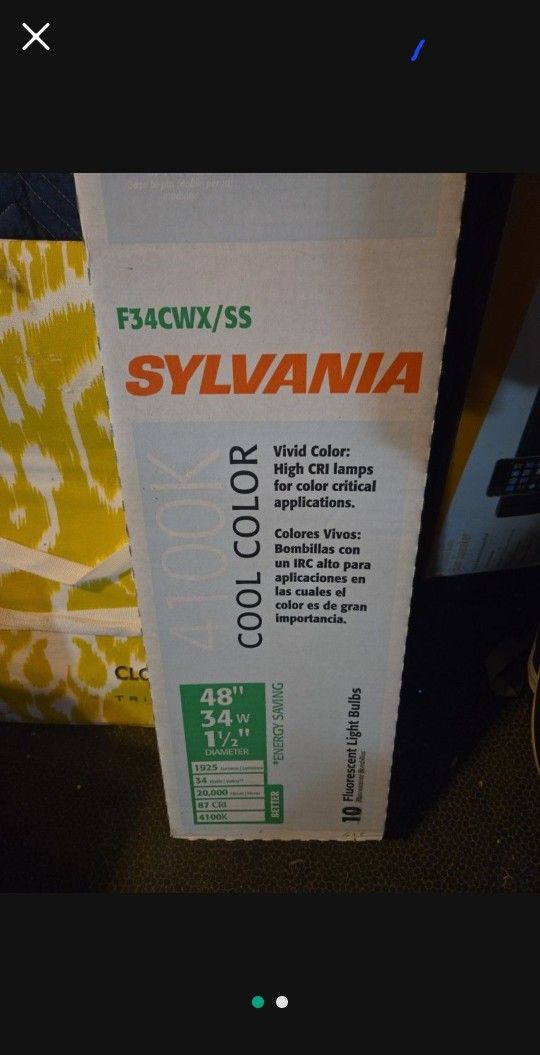 F34CWX/SS
SYLVANIA
4100K
COOL COLOR
Vivid Color:
High CRI lamps
for color critical
applications.
Colores Vivos:
Bombillas con
un IRC alto para
aplicaciones en
las cuales el
color es de gran
importancia.
48"
34 W
1½"
DIAMETER
1925
34
20,000
87 CRI
4100K
BETTER
*ENERGY SAVING
10 Fluorescent Light Bulbs
CLO
TRI